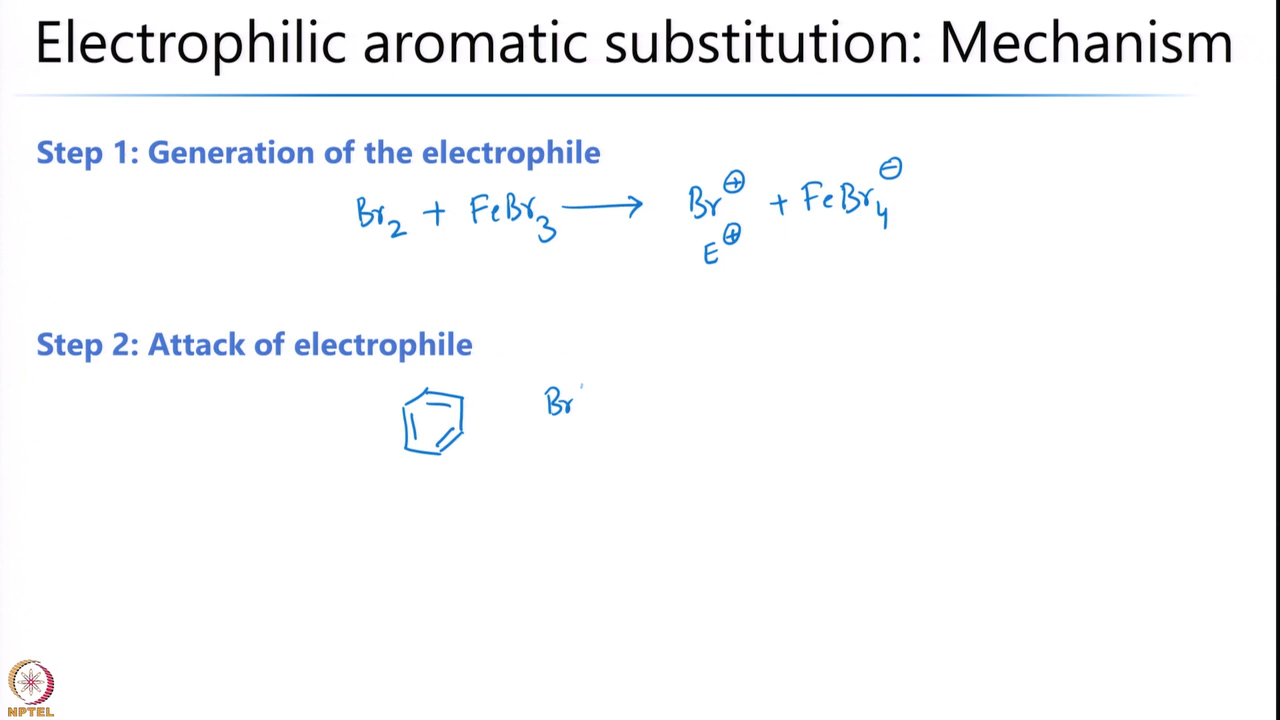 Electrophilic aromatic substitution: Mechanism
Step 1: Generation of the electrophile
Br₂ + FeBr₃ ⟶ Br⊕ + FeBr₄⊖
E⊕
Step 2: Attack of electrophile
Br
NPTEL